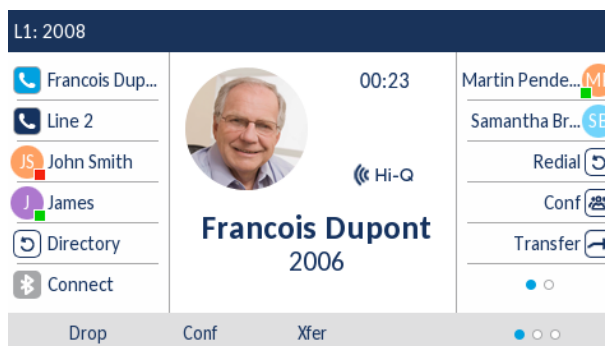 L1: 2008
Francois Dup...
Line 2
JS John Smith
J James
Directory
Connect
00:23
Hi-Q
Francois Dupont
2006
Martin Pende...
Samantha Br...
Redial
Conf
Transfer
Drop Conf Xfer